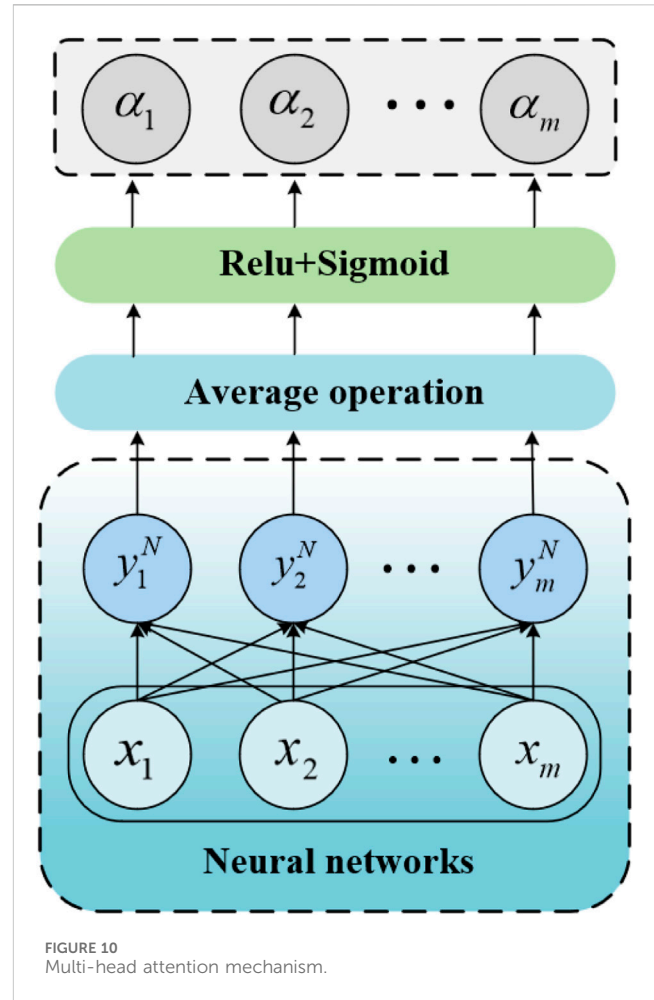 α₁ α₂ ••• αₘ
Relu+Sigmoid
Average operation
y₁ᴺ y₂ᴺ ••• yₘᴺ
x₁ x₂ ••• xₘ
Neural networks
FIGURE 10
Multi-head attention mechanism.